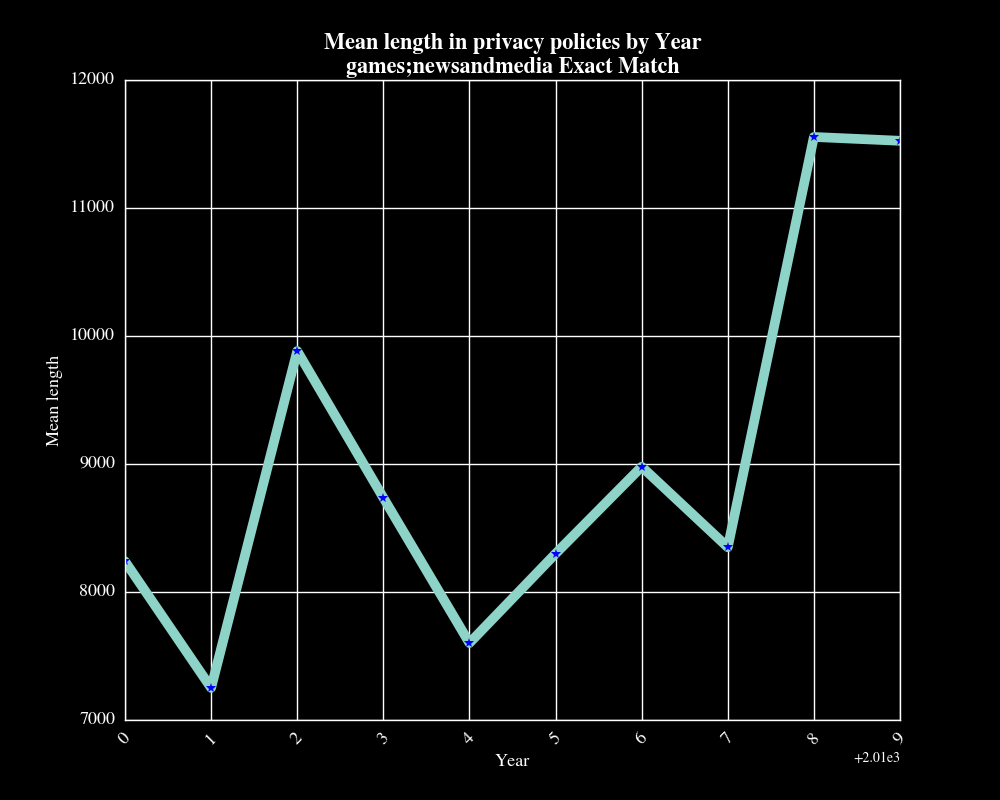 Mean length in privacy policies by Year
games;newsandmedia Exact Match
12000
11000
10000
9000
8000
7000
Mean length
0 1 2 3 4 5 6 7 8 9
Year
+2.01e3